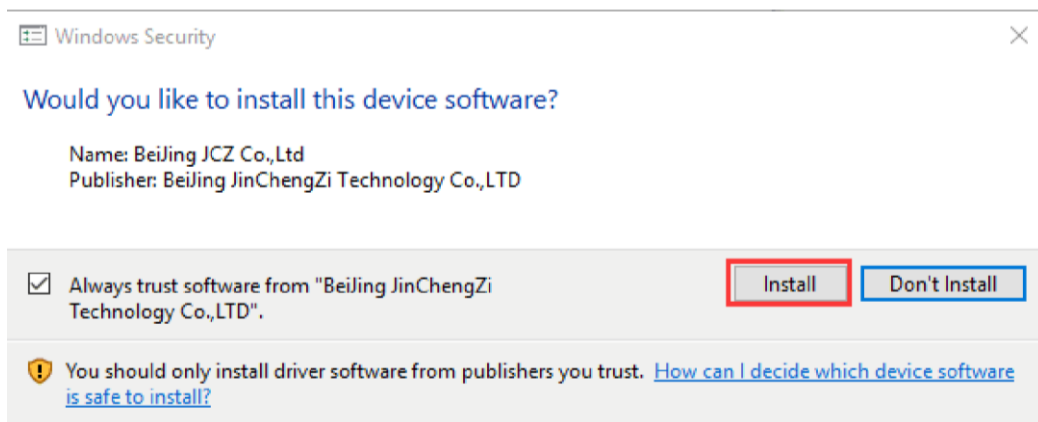 Windows Security
Would you like to install this device software?
Name: BeiJing JCZ Co.,Ltd
Publisher: BeiJing JinChengZi Technology Co.,LTD
Always trust software from "BeiJing JinChengZi
Technology Co.,LTD".
Install
Don't Install
You should only install driver software from publishers you trust. How can I decide which device software
is safe to install?